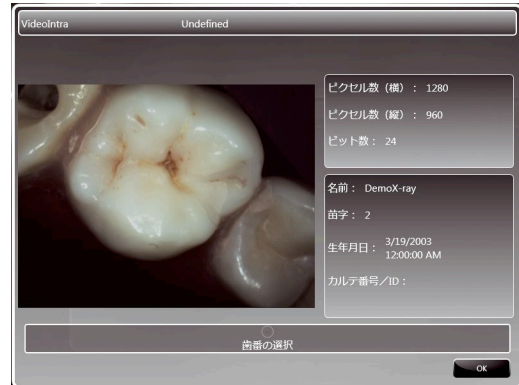 VideoIntra Undefined
ピクセル数（横）： 1280
ピクセル数（縦）： 960
ビット数： 24
名前： DemoX-ray
苗字： 2
生年月日： 3/19/2003
12:00:00 AM
カルテ番号／ID：
歯番の選択
OK